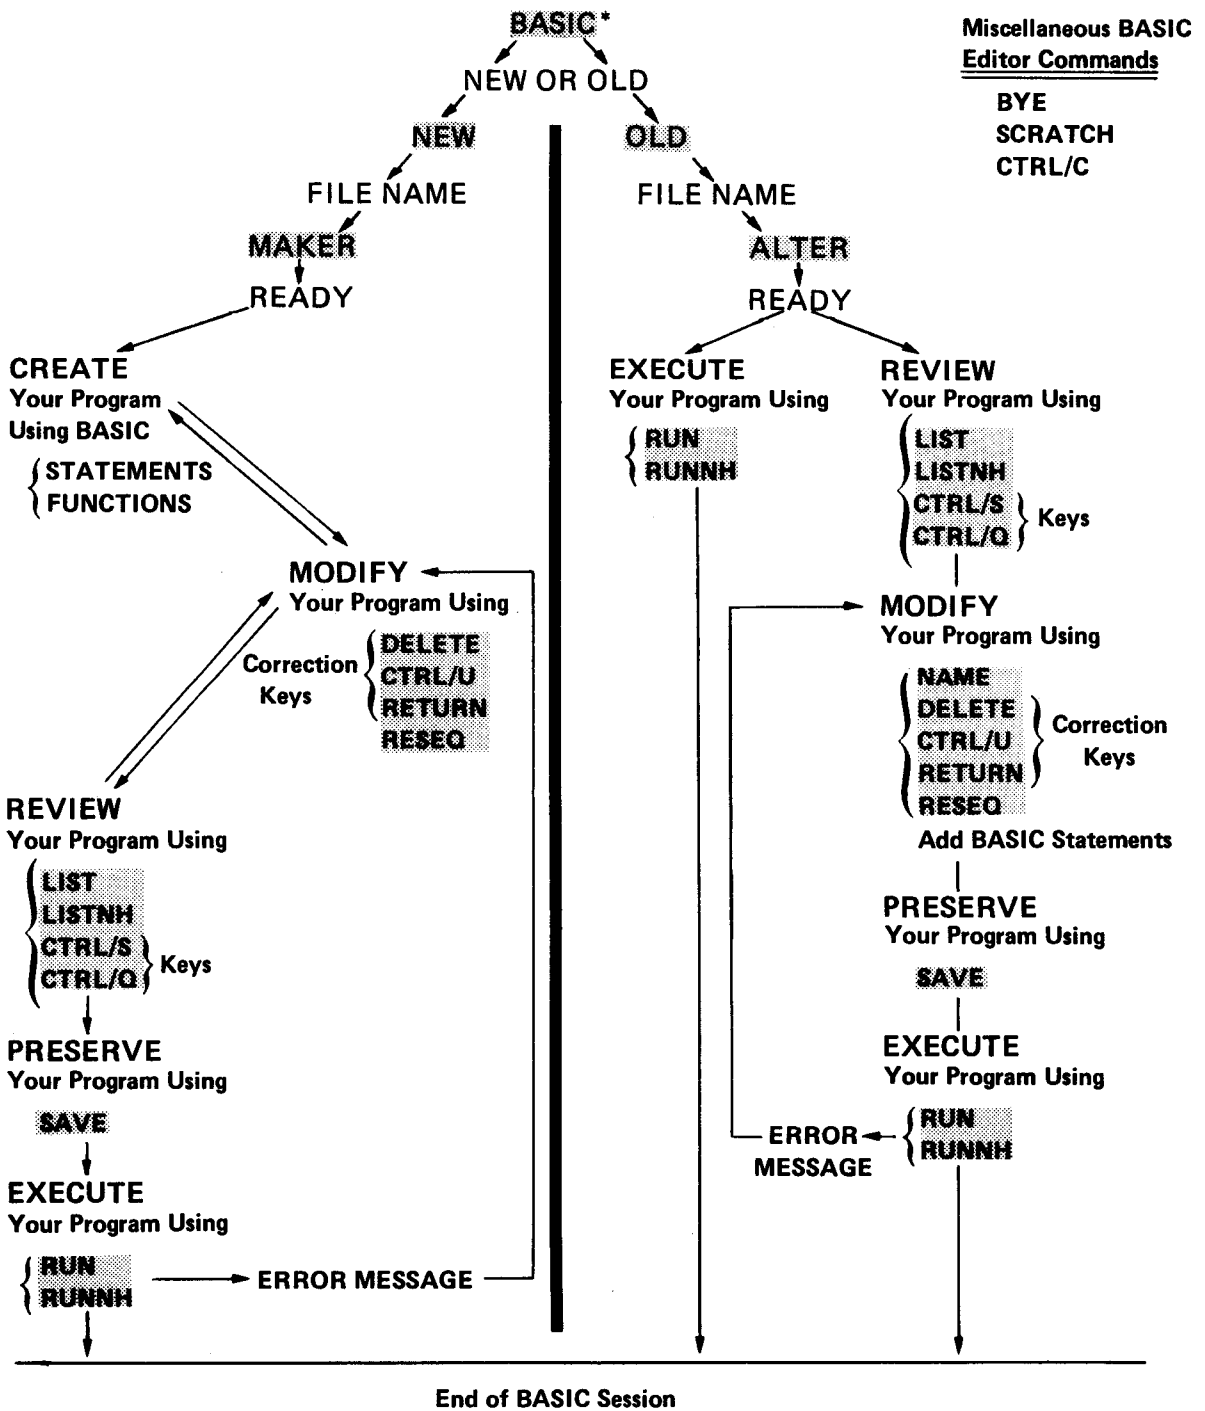 BASIC*
NEW OR OLD
Miscellaneous BASIC
Editor Commands
BYE
SCRATCH
CTRL/C
NEW
FILE NAME
MAKER
READY
CREATE
Your Program
Using BASIC
STATEMENTS
FUNCTIONS
MODIFY
Your Program Using
Correction
Keys
DELETE
CTRL/U
RETURN
RESEQ
REVIEW
Your Program Using
LIST
LISTNH
CTRL/S
CTRL/Q
Keys
PRESERVE
Your Program Using
SAVE
EXECUTE
Your Program Using
RUN
RUNNH
ERROR MESSAGE
OLD
FILE NAME
ALTER
READY
EXECUTE
Your Program Using
RUN
RUNNH
REVIEW
Your Program Using
LIST
LISTNH
CTRL/S
CTRL/Q
Keys
MODIFY
Your Program Using
NAME
DELETE
CTRL/U
RETURN
RESEQ
Correction
Keys
Add BASIC Statements
PRESERVE
Your Program Using
SAVE
EXECUTE
Your Program Using
RUN
RUNNH
ERROR
MESSAGE
End of BASIC Session